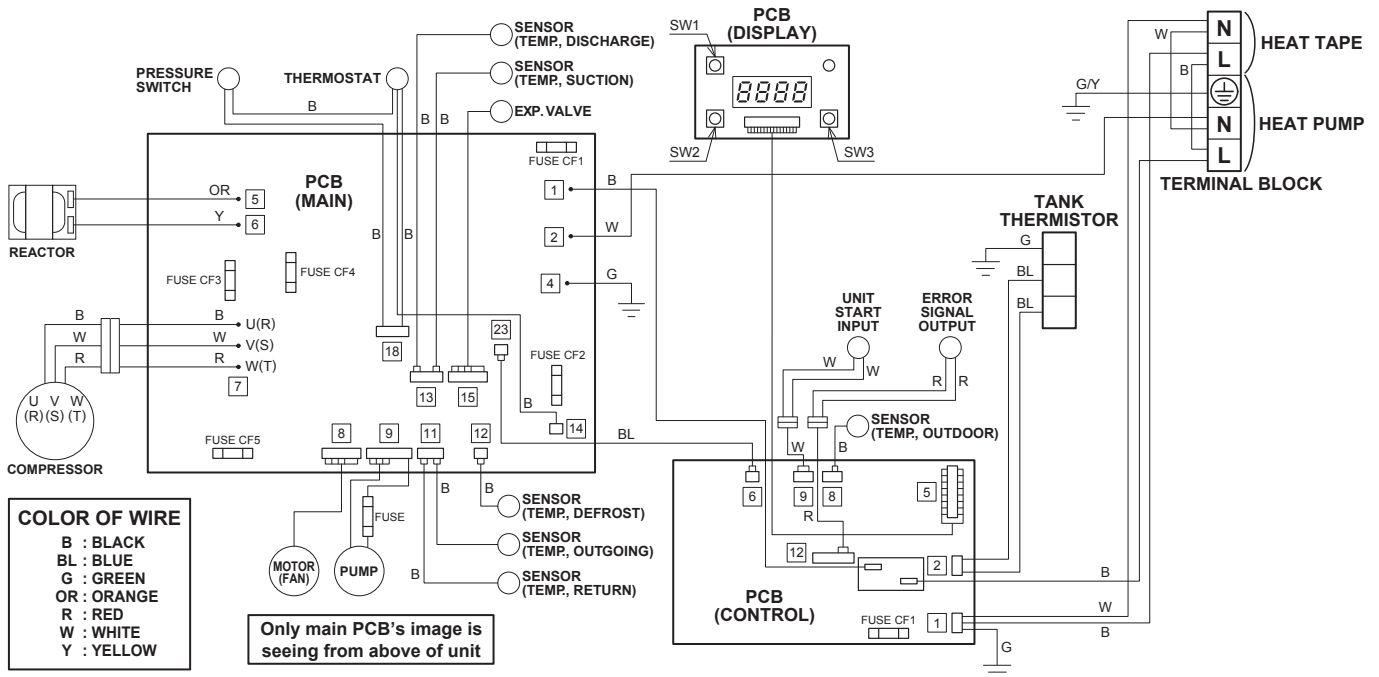 PCB
(DISPLAY)
SW1
8888
SW2
SW3
SENSOR
(TEMP., DISCHARGE)
SENSOR
(TEMP., SUCTION)
EXP. VALVE
PRESSURE
SWITCH
THERMOSTAT
B
B
B
N
L
N
L
HEAT TAPE
HEAT PUMP
TERMINAL BLOCK
W
B
G/Y
PCB
(MAIN)
FUSE CF1
1
B
2
W
4
G
OR
5
Y
6
REACTOR
FUSE CF3
FUSE CF4
B
B
B
B
U(R)
W
W
V(S)
R
R
W(T)
7
U V W
(R) (S) (T)
COMPRESSOR
18
13
15
23
FUSE CF2
B
14
BL
FUSE CF5
8
9
11
12
B
B
B
FUSE
MOTOR
(FAN)
PUMP
SENSOR
(TEMP., DEFROST)
SENSOR
(TEMP., OUTGOING)
SENSOR
(TEMP., RETURN)
TANK
THERMISTOR
G
BL
BL
UNIT
START
INPUT
ERROR
SIGNAL
OUTPUT
W
W
R
R
SENSOR
(TEMP., OUTDOOR)
W
B
6
9
8
5
R
12
2
B
PCB
(CONTROL)
FUSE CF1
1
W
B
G
COLOR OF WIRE
B : BLACK
BL : BLUE
G : GREEN
OR : ORANGE
R : RED
W : WHITE
Y : YELLOW
Only main PCB's image is
seeing from above of unit